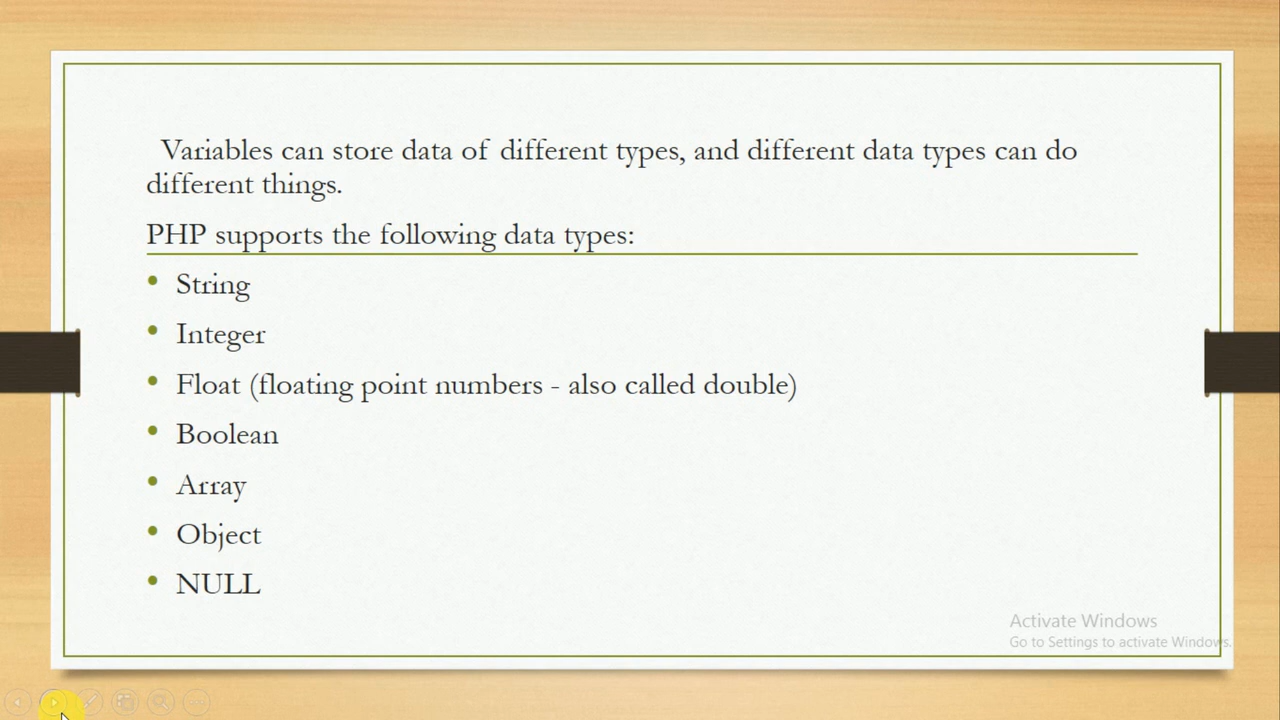 Variables can store data of different types, and different data types can do
different things.
PHP supports the following data types:
• String
• Integer
• Float (floating point numbers - also called double)
• Boolean
• Array
• Object
• NULL
Activate Windows
Go to Settings to activate Windows.